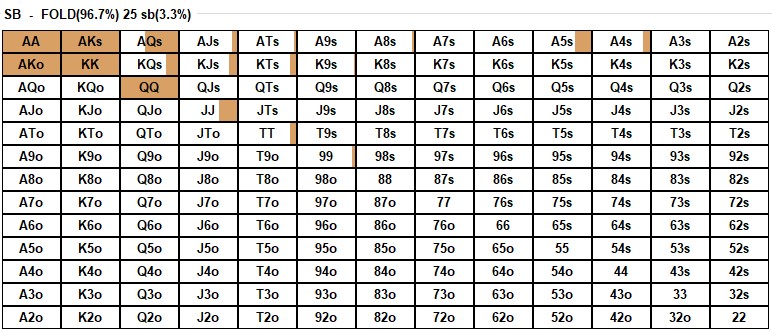 SB - FOLD(96.7%) 25 sb(3.3%)
AA AKs AQs AJs ATs A9s A8s A7s A6s A5s A4s A3s A2s
AKo KK KQs KJs KTs K9s K8s K7s K6s K5s K4s K3s K2s
AQo KQo QQ QJs QTs Q9s Q8s Q7s Q6s Q5s Q4s Q3s Q2s
AJo KJo QJo JJ JTs J9s J8s J7s J6s J5s J4s J3s J2s
ATo KTo QTo JTo TT T9s T8s T7s T6s T5s T4s T3s T2s
A9o K9o Q9o J9o T9o 99 98s 97s 96s 95s 94s 93s 92s
A8o K8o Q8o J8o T8o 98o 88 87s 86s 85s 84s 83s 82s
A7o K7o Q7o J7o T7o 97o 87o 77 76s 75s 74s 73s 72s
A6o K6o Q6o J6o T6o 96o 86o 76o 66 65s 64s 63s 62s
A5o K5o Q5o J5o T5o 95o 85o 75o 65o 55 54s 53s 52s
A4o K4o Q4o J4o T4o 94o 84o 74o 64o 54o 44 43s 42s
A3o K3o Q3o J3o T3o 93o 83o 73o 63o 53o 43o 33 32s
A2o K2o Q2o J2o T2o 92o 82o 72o 62o 52o 42o 32o 22